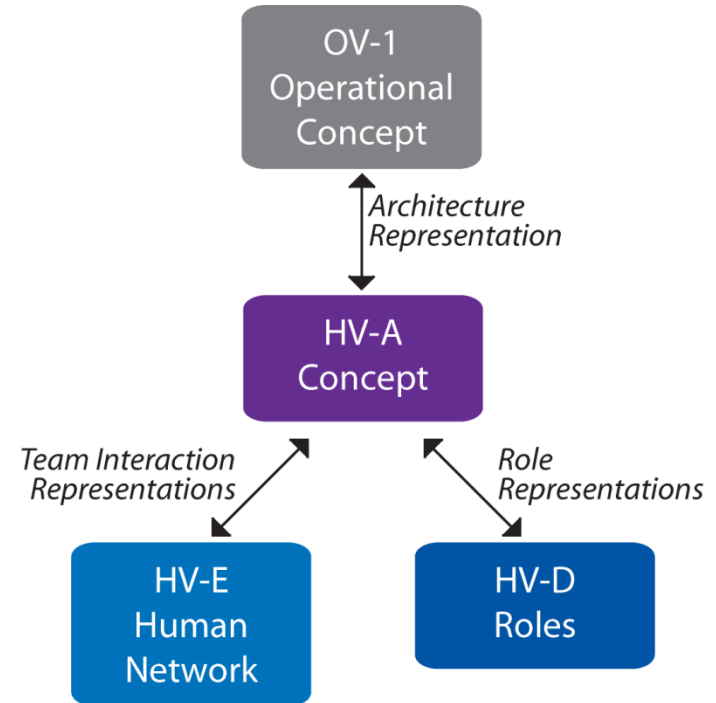 OV-1
Operational
Concept
Architecture
Representation
HV-A
Concept
Team Interaction
Representations
Role
Representations
HV-E
Human
Network
HV-D
Roles